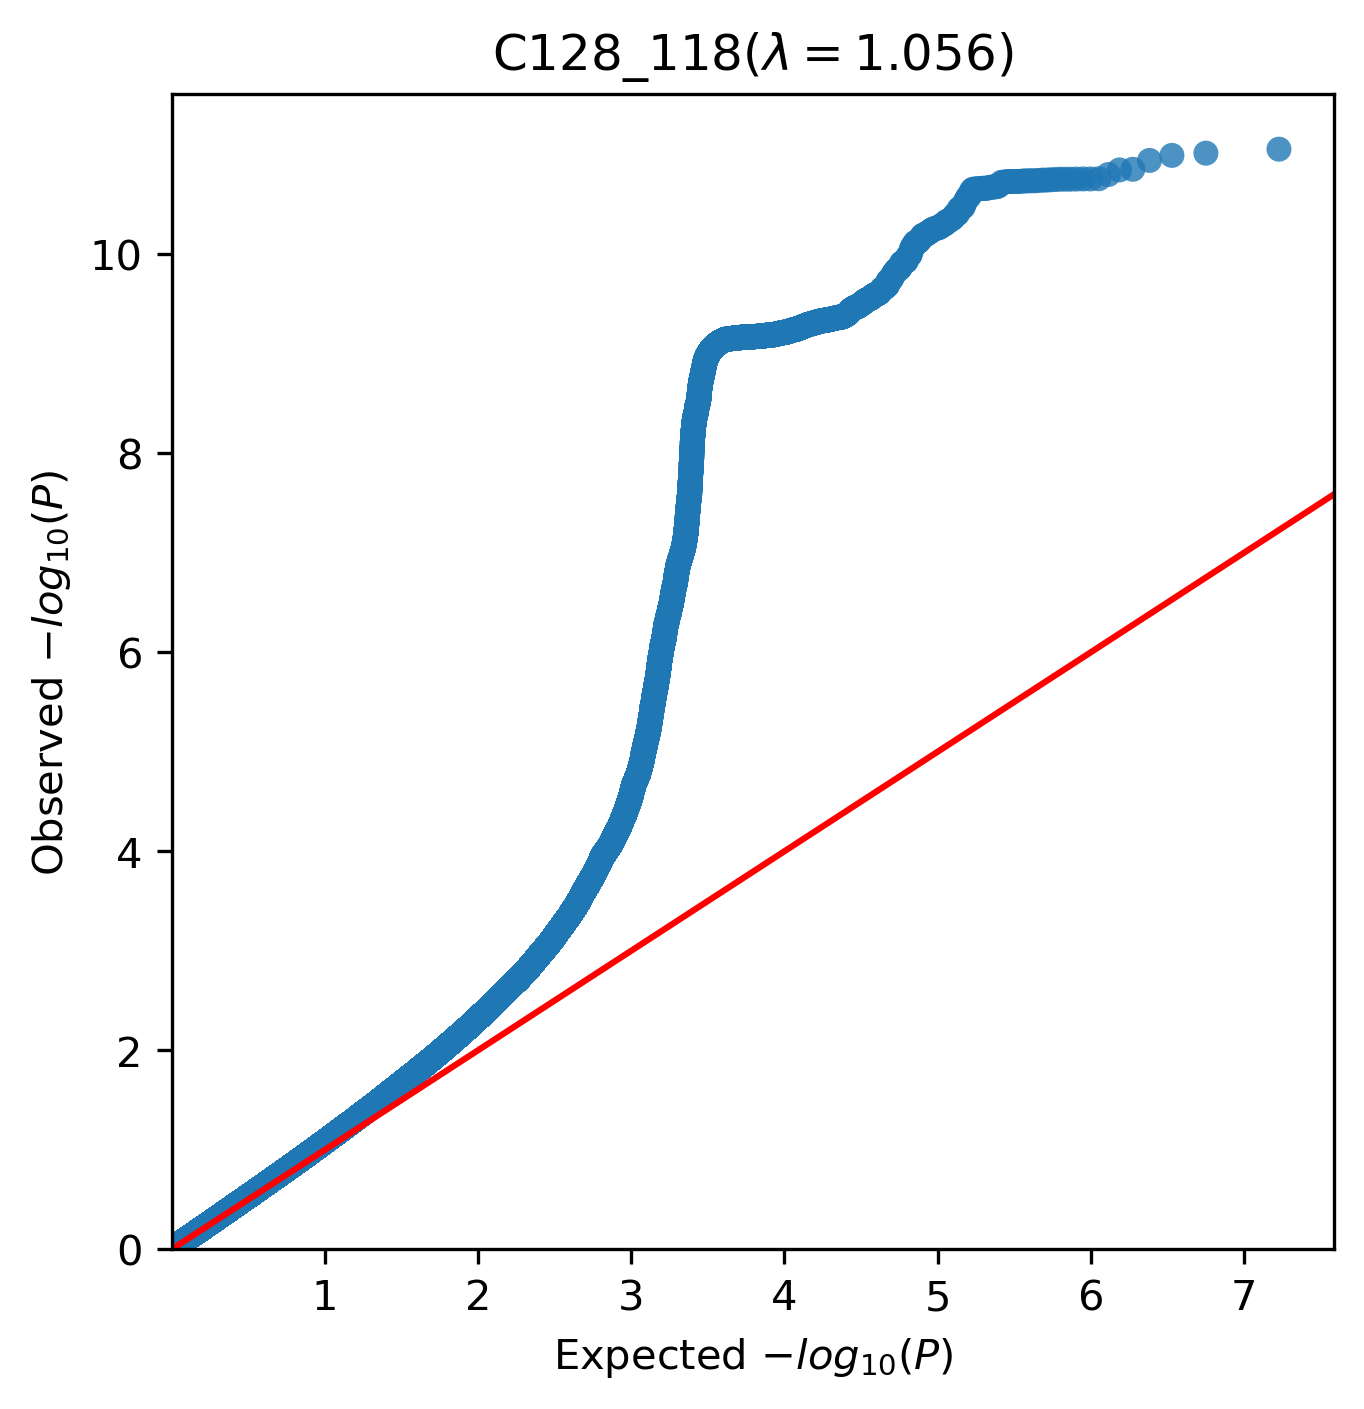 C128_118(λ = 1.056)
Observed −log10(P)
10
8
6
4
2
0
1 2 3 4 5 6 7
Expected −log10(P)